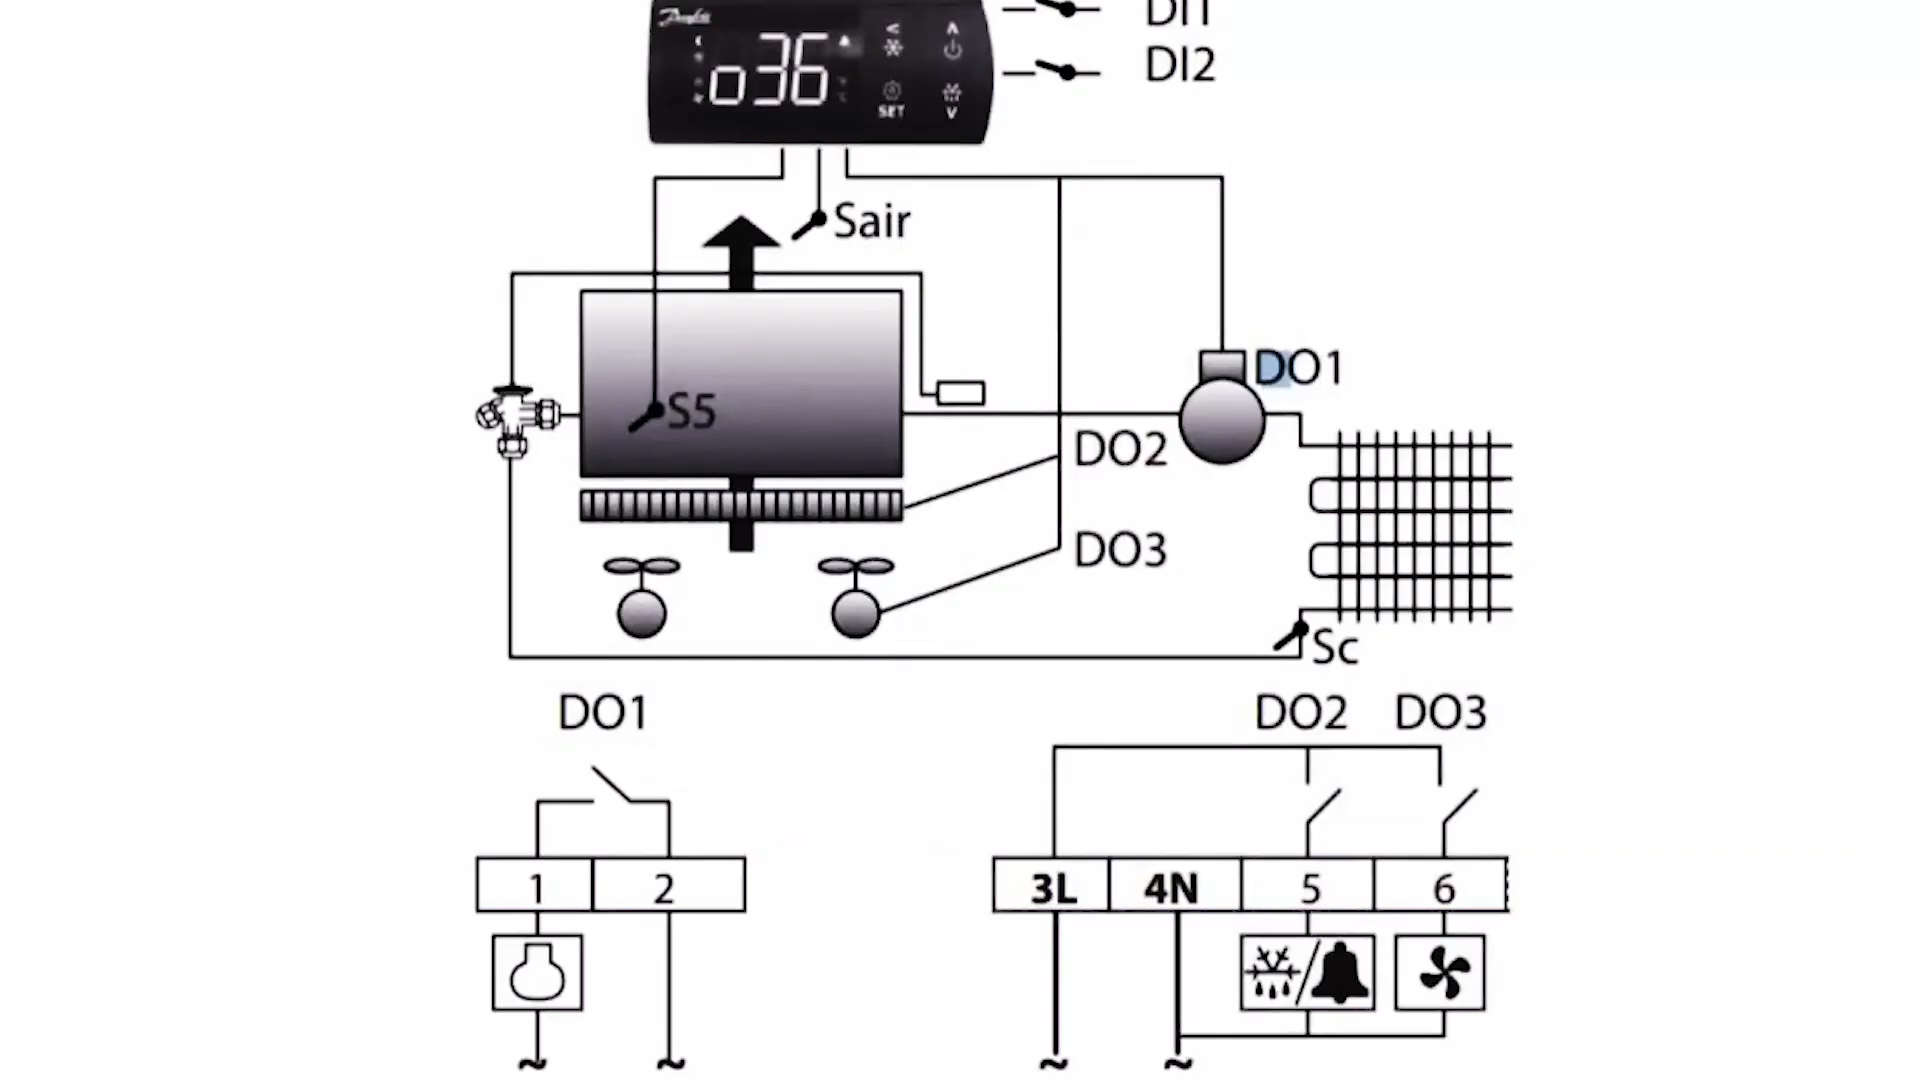 Danfoss
DI1
o36
SET
DI2
Sair
DO1
S5
DO2
DO3
Sc
DO1
DO2 DO3
1 2
3L 4N 5 6
~ ~ ~ ~